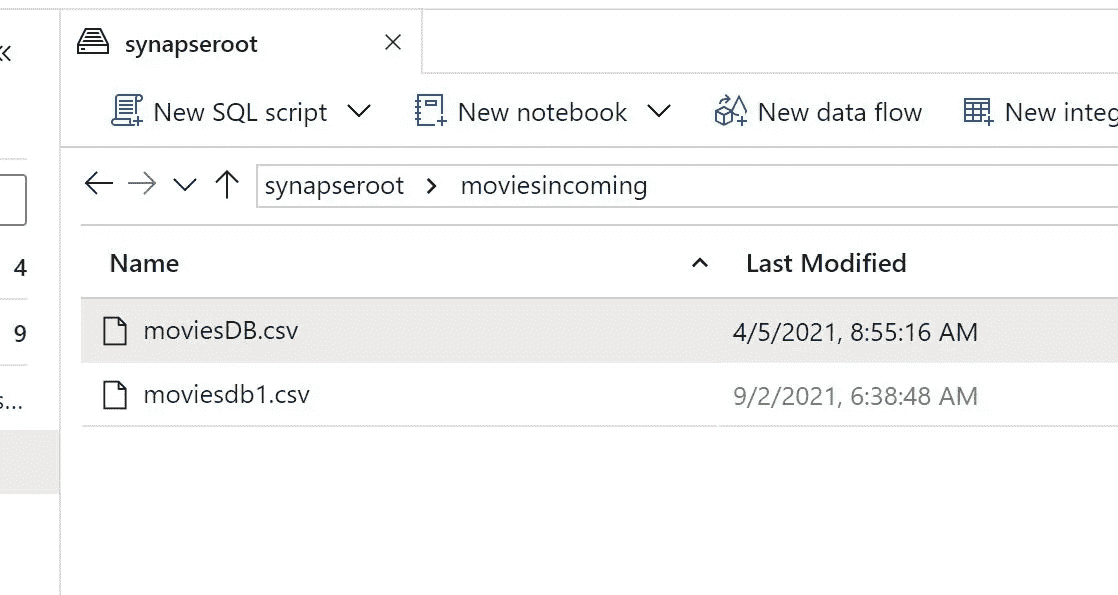 synapseroot
New SQL script New notebook New data flow New integ
synapseroot moviesincoming
4 Name Last Modified
9 moviesDB.csv 4/5/2021, 8:55:16 AM
s... moviesdb1.csv 9/2/2021, 6:38:48 AM